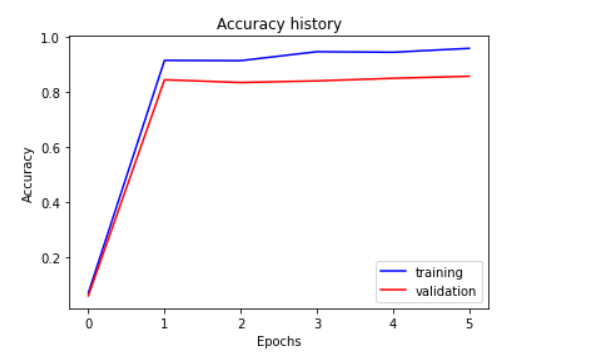 Accuracy history
1.0
0.8
0.6
0.4
0.2
Accuracy
training
validation
0 1 2 3 4 5
Epochs